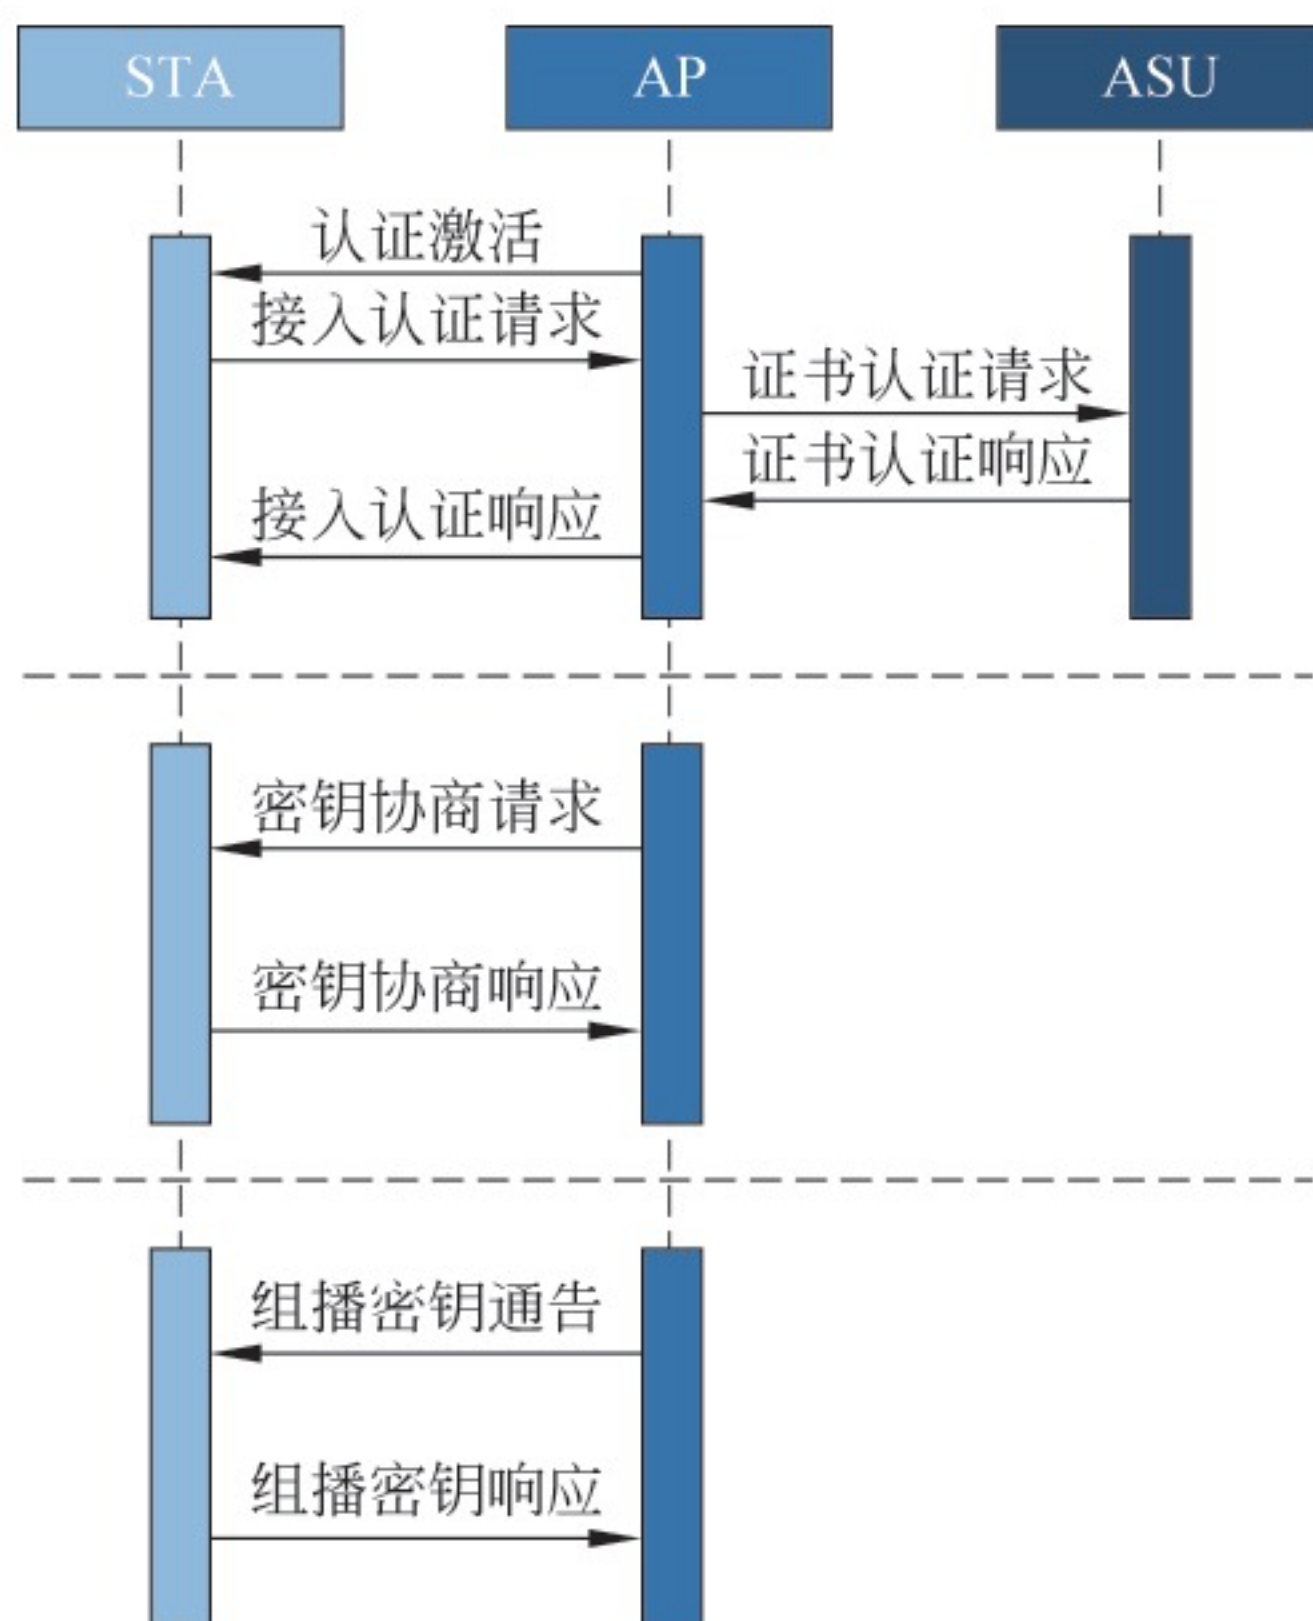 STA
AP
ASU
认证激活
接入认证请求
证书认证请求
证书认证响应
接入认证响应
密钥协商请求
密钥协商响应
组播密钥通告
组播密钥响应